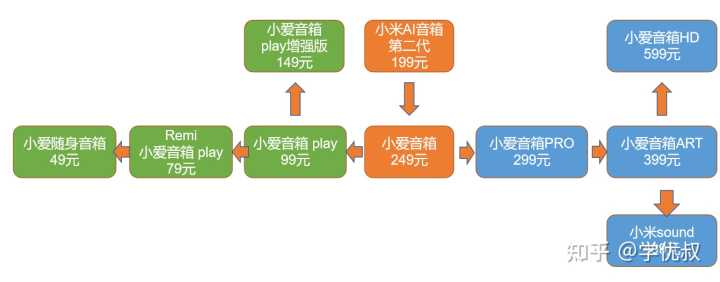 小爱音箱
play增强版
149元
小米AI音箱
第二代
199元
小爱音箱HD
599元
小爱随身音箱
49元
Remi
小爱音箱 play
79元
小爱音箱 play
99元
小爱音箱
249元
小爱音箱PRO
299元
小爱音箱ART
399元
小米sound
知乎 @学优叔